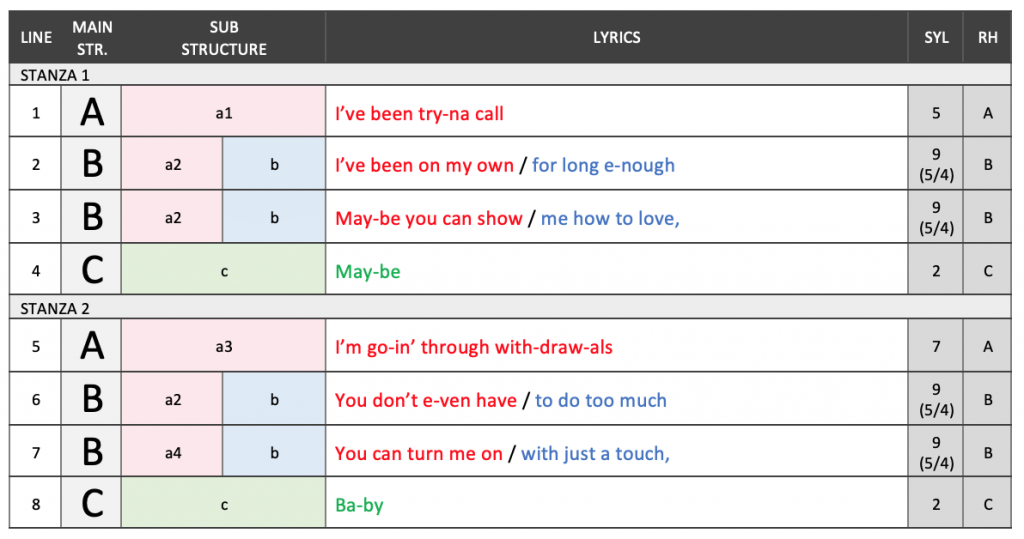 LINE MAIN STR. SUB STRUCTURE LYRICS SYL RH
STANZA 1
1 A a1 I've been try-na call 5 A
2 B a2 b I've been on my own / for long e-nough 9 (5/4) B
3 B a2 b May-be you can show / me how to love, 9 (5/4) B
4 C c May-be 2 C
STANZA 2
5 A a3 I'm go-in' through with-draw-als 7 A
6 B a2 b You don't e-ven have / to do too much 9 (5/4) B
7 B a4 b You can turn me on / with just a touch, 9 (5/4) B
8 C c Ba-by 2 C